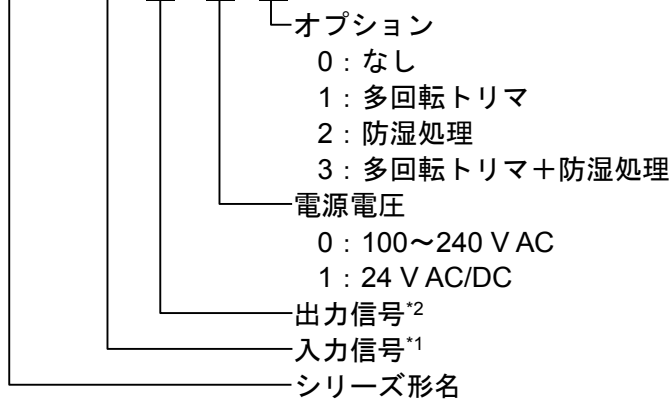 オプション
0：なし
1：多回転トリマ
2：防湿処理
3：多回転トリマ＋防湿処理
電源電圧
0：100～240 V AC
1：24 V AC/DC
出力信号*2
入力信号*1
シリーズ形名